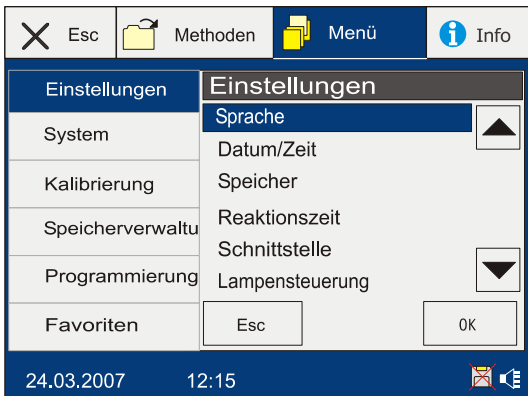 Esc Methoden Menü Info
Einstellungen
System
Kalibrierung
Speicherverwaltu
Programmierung
Favoriten
Einstellungen
Sprache
Datum/Zeit
Speicher
Reaktionszeit
Schnittstelle
Lampensteuerung
Esc OK
24.03.2007 12:15